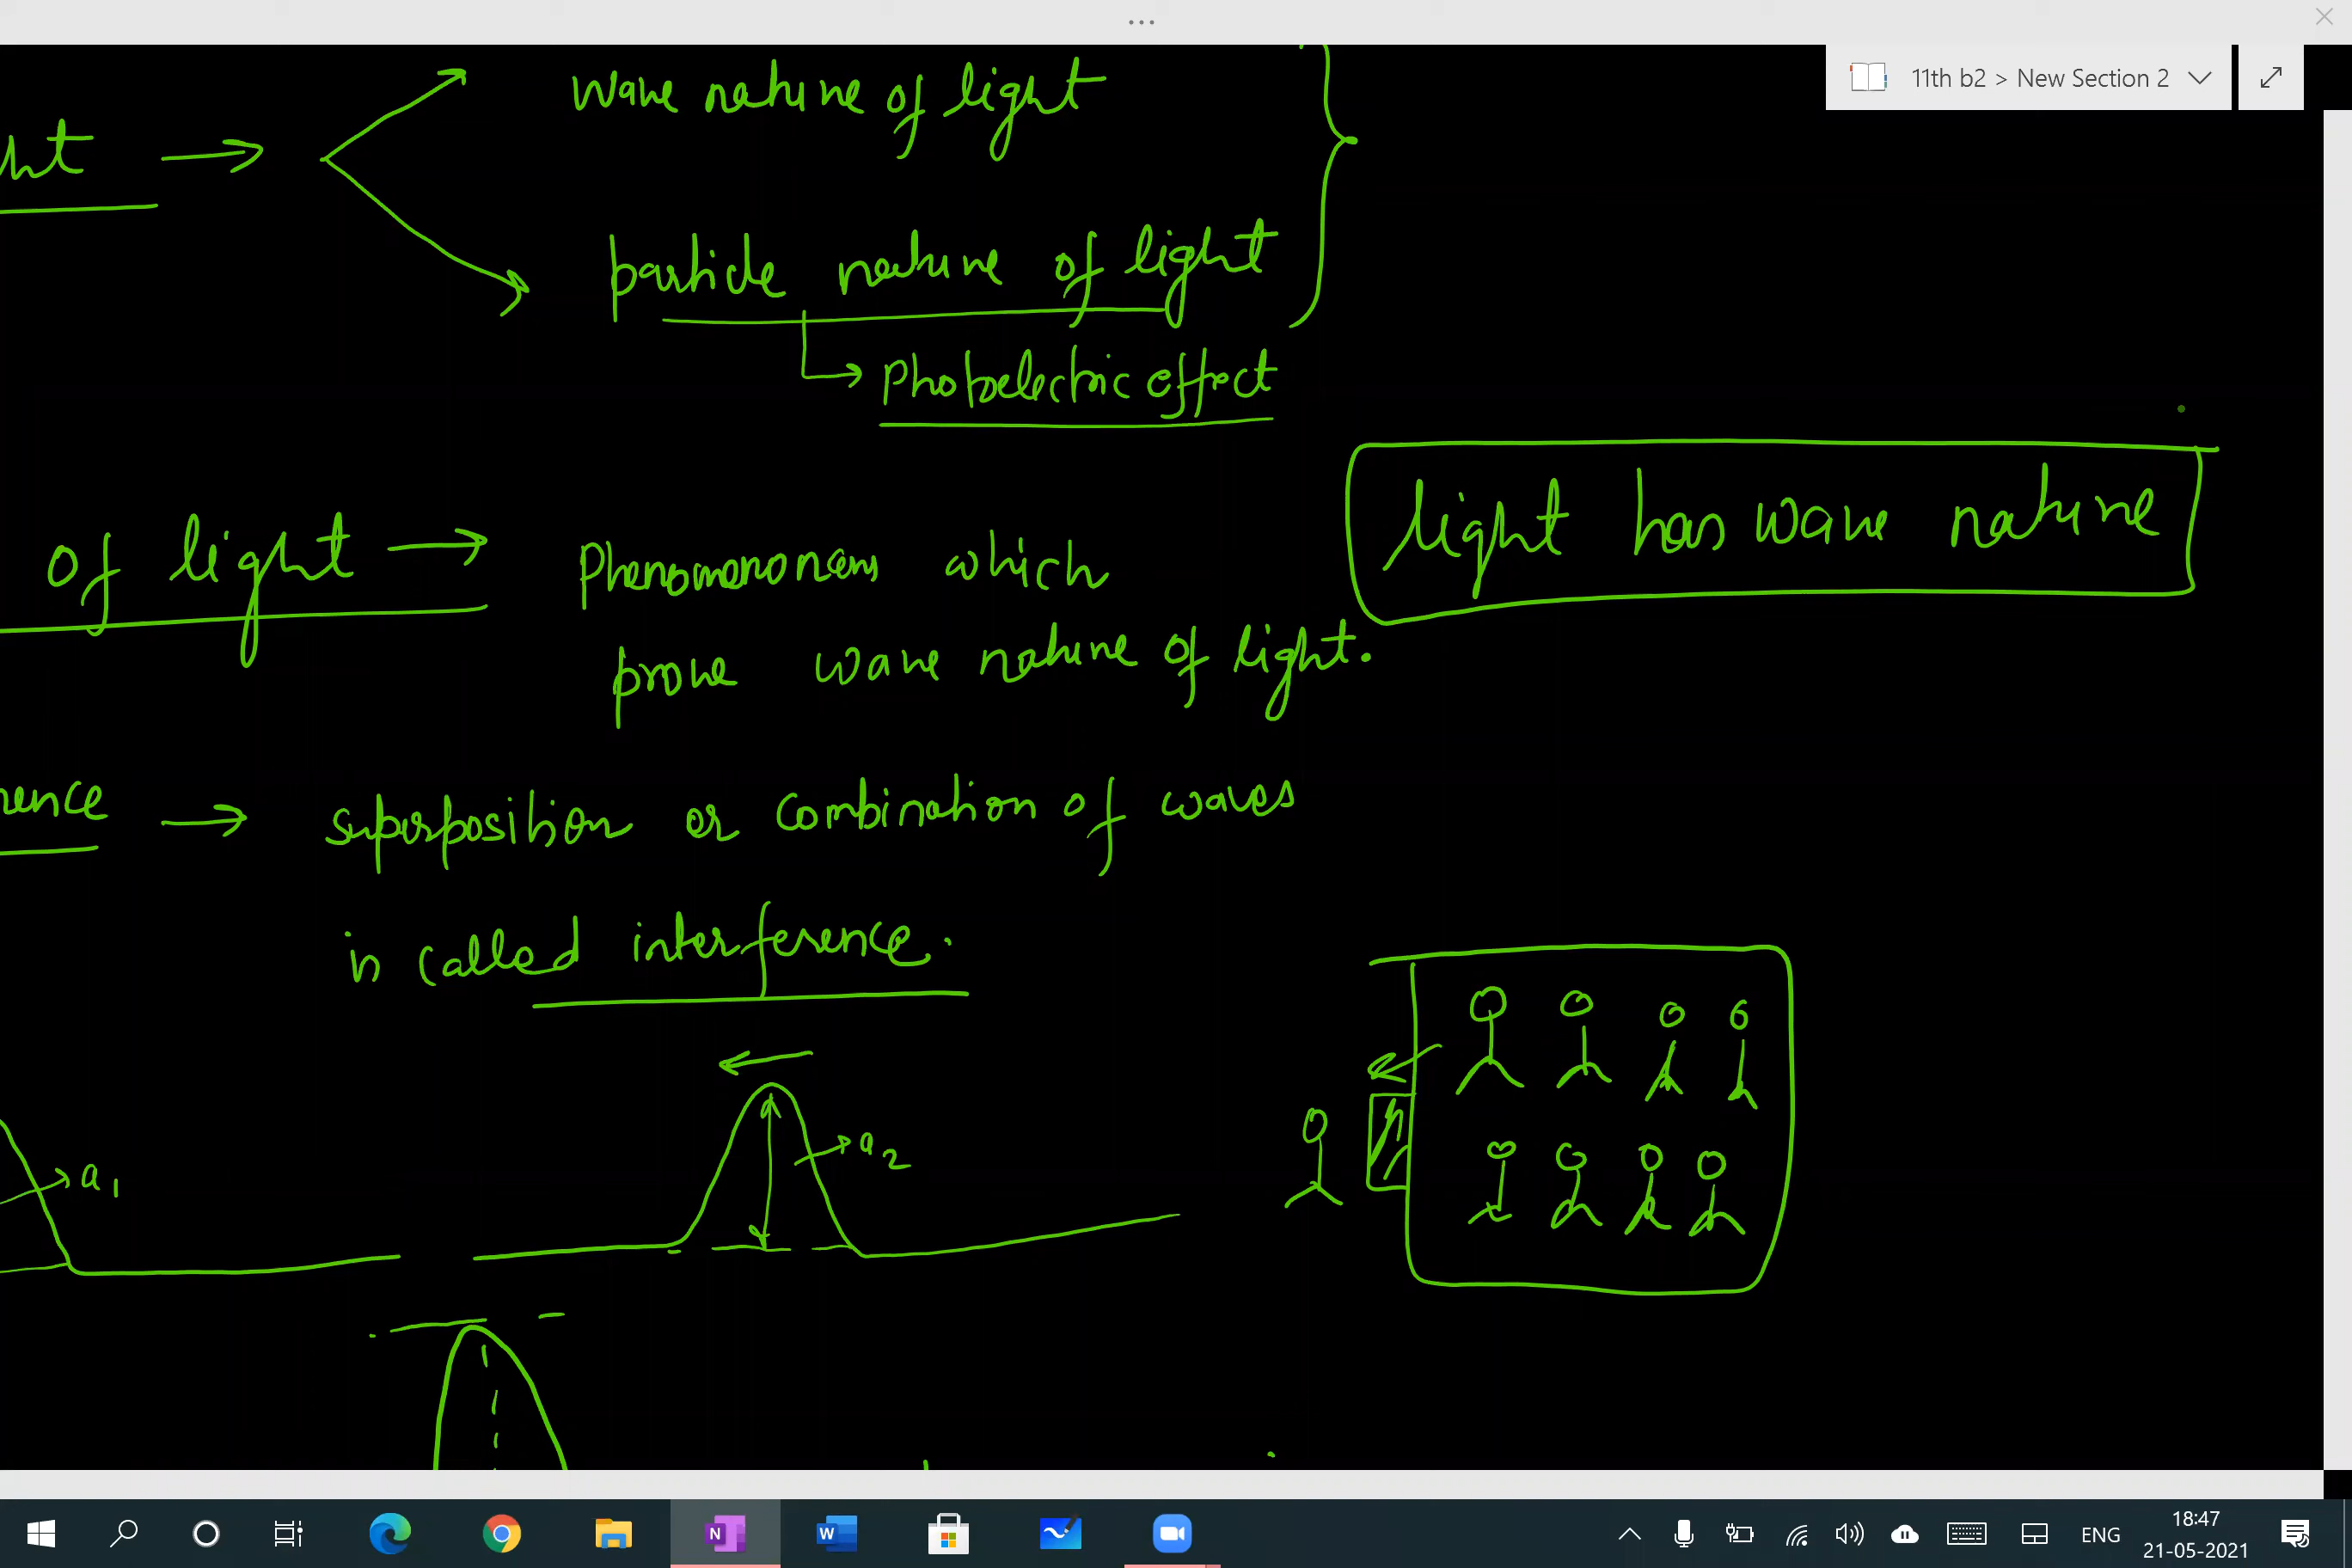 ...
11th b2 > New Section 2
wave nature of light
ht →
particle nature of light
→ Photoelectric effect
light has wave nature
of light → Phenomenonens which
prove wave nature of light.
rence → superposition or combination of waves
is called interference.
a2
a1
ENG
18:47
21-05-2021